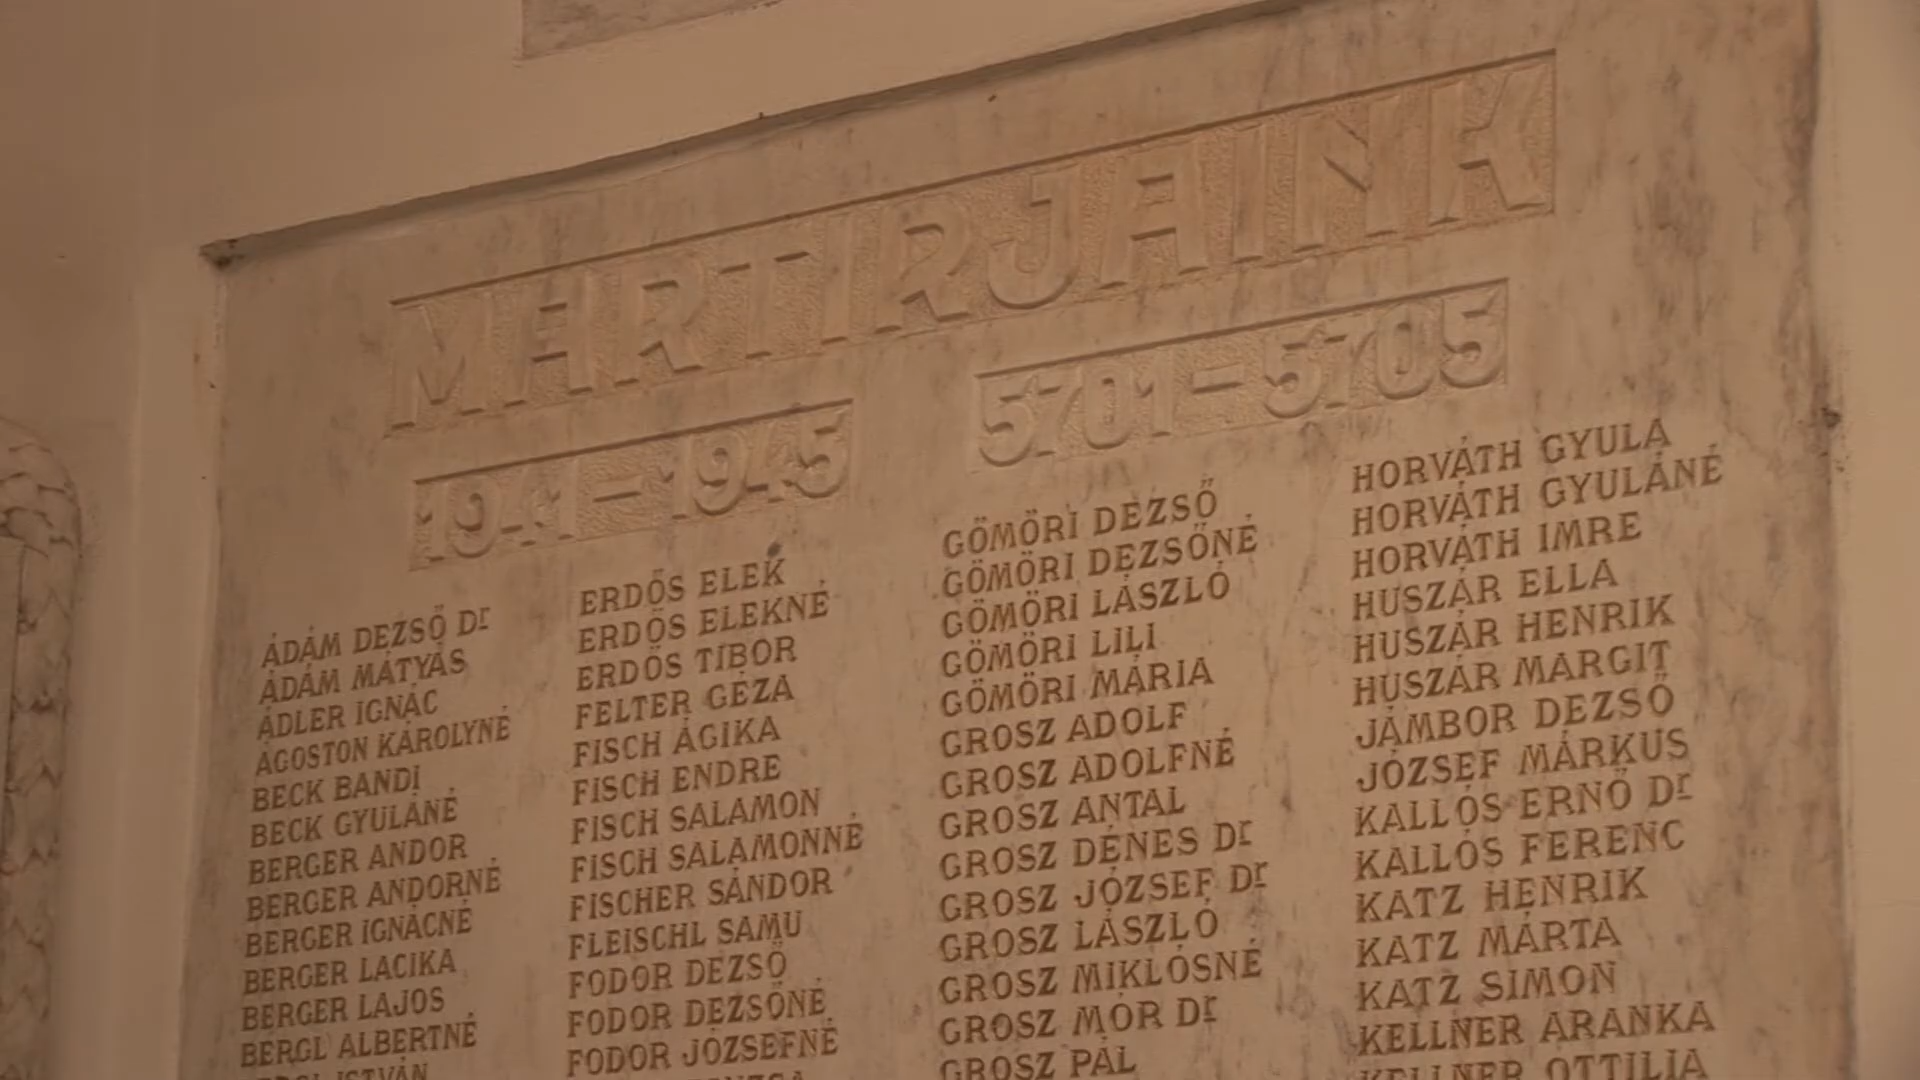 MARTIRJAINK
1941-1945 5701-5705
ÁDÁM DEZSŐ Dr
ÁDÁM MÁTYÁS
ADLER IGNÁC
ÁGOSTON KÁROLYNÉ
BECK BANDI
BECK GYULÁNÉ
BERGER ANDOR
BERGER ANDORNÉ
BERGER IGNÁCNÉ
BERGER LACIKA
BERGER LAJOS
BERGL ALBERTNÉ
ISTVÁN
ERDŐS ELEK
ERDŐS ELEKNÉ
ERDŐS TIBOR
FELTER GÉZA
FISCH ÁGIKA
FISCH ENDRE
FISCH SALAMON
FISCH SALAMONNÉ
FISCHER SÁNDOR
FLEISCHL SAMU
FODOR DEZSŐ
FODOR DEZSŐNÉ
FODOR JÓZSEFNÉ
GÖMÖRI DEZSŐ
GÖMÖRI DEZSŐNÉ
GÖMÖRI LÁSZLÓ
GÖMÖRI LILI
GÖMÖRI MÁRIA
GROSZ ADOLF
GROSZ ADOLFNÉ
GROSZ ANTAL
GROSZ DÉNES Dr
GROSZ JÓZSEF Dr
GROSZ LÁSZLÓ
GROSZ MIKLÓSNÉ
GROSZ MÓR Dr
GROSZ PÁL
HORVÁTH GYULA
HORVÁTH GYULÁNÉ
HORVÁTH IMRE
HUSZÁR ELLA
HUSZÁR HENRIK
HUSZÁR MARGIT
JÁMBOR DEZSŐ
JÓZSEF MÁRKUS
KALLÓS ERNŐ Dr
KALLÓS FERENC
KATZ HENRIK
KATZ MÁRTA
KATZ SIMON
KELLNER ARANKA
KELLNER OTTILIA